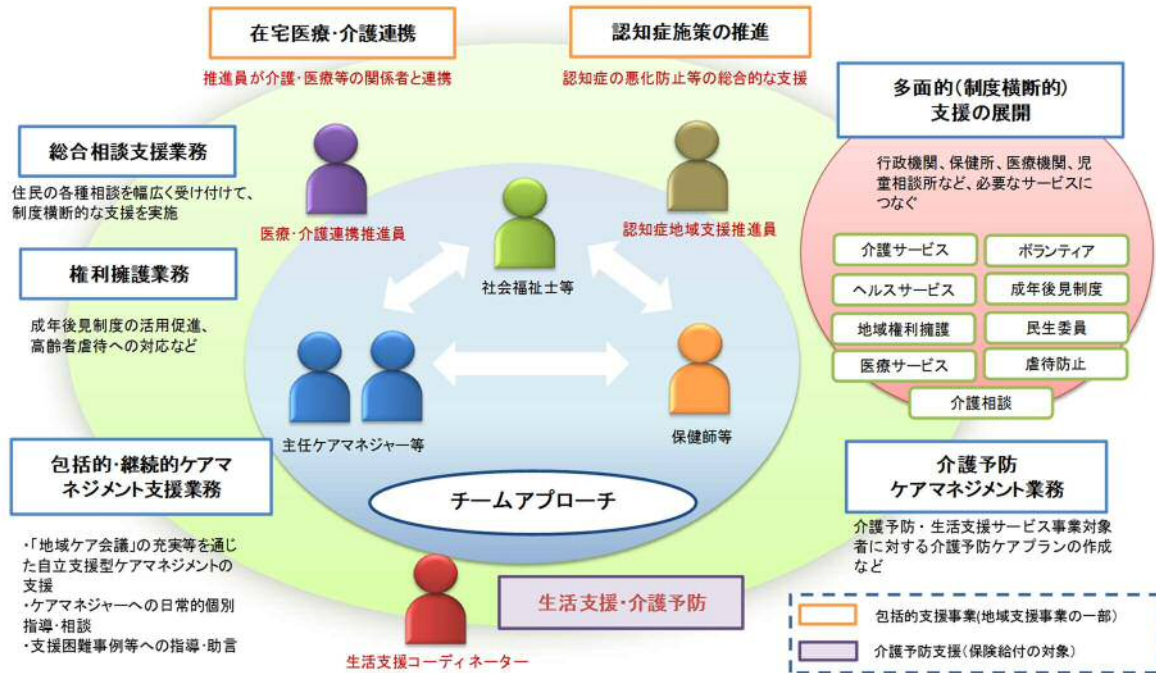 在宅医療・介護連携
推進員が介護・医療等の関係者と連携
認知症施策の推進
認知症の悪化防止等の総合的な支援
多面的(制度横断的)
支援の展開
行政機関、保健所、医療機関、児
童相談所など、必要なサービスに
つなぐ
介護サービス
ボランティア
ヘルスサービス
成年後見制度
地域権利擁護
民生委員
医療サービス
虐待防止
介護相談
総合相談支援業務
住民の各種相談を幅広く受け付けて、
制度横断的な支援を実施
権利擁護業務
成年後見制度の活用促進、
高齢者虐待への対応など
医療・介護連携推進員
認知症地域支援推進員
社会福祉士等
主任ケアマネジャー等
保健師等
チームアプローチ
包括的・継続的ケアマ
ネジメント支援業務
・「地域ケア会議」の充実等を通じ
た自立支援型ケアマネジメントの
支援
・ケアマネジャーへの日常的個別
指導・相談
・支援困難事例等への指導・助言
生活支援コーディネーター
生活支援・介護予防
介護予防
ケアマネジメント業務
介護予防・生活支援サービス事業対象
者に対する介護予防ケアプランの作成
など
包括的支援事業(地域支援事業の一部)
介護予防支援(保険給付の対象)